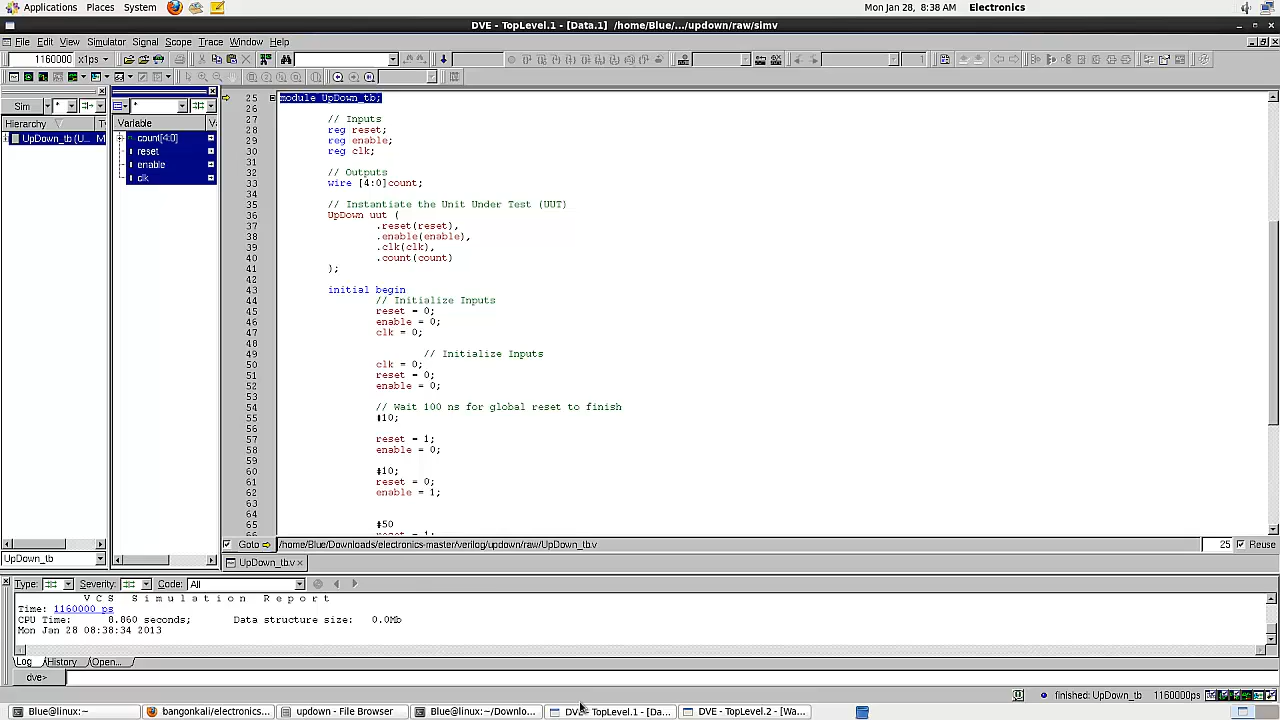 Applications Places System Mon Jan 28, 8:38 AM Electronics
DVE - TopLevel.1 - [Data.1] /home/Blue/.../updown/raw/simv
File Edit View Simulator Signal Scope Trace Window Help
1160000 x1ps
Sim * *
Hierarchy T Variable V
UpDown_tb (U... M
count[4:0]
reset
enable
clk
25 module UpDown_tb;
26
27 // Inputs
28 reg reset;
29 reg enable;
30 reg clk;
31
32 // Outputs
33 wire [4:0]count;
34
35 // Instantiate the Unit Under Test (UUT)
36 UpDown uut (
37 .reset(reset),
38 .enable(enable),
39 .clk(clk),
40 .count(count)
41 );
42
43 initial begin
44 // Initialize Inputs
45 reset = 0;
46 enable = 0;
47 clk = 0;
48
49 // Initialize Inputs
50 clk = 0;
51 reset = 0;
52 enable = 0;
53
54 // Wait 100 ns for global reset to finish
55 #10;
56
57 reset = 1;
58 enable = 0;
59
60 #10;
61 reset = 0;
62 enable = 1;
63
64
65 #50
UpDown_tb Goto /home/Blue/Downloads/electronics-master/verilog/updown/raw/UpDown_tb.v 25 Reuse
UpDown_tb.v
Type: Severity: Code: All
V C S S i m u l a t i o n R e p o r t
Time: 1160000 ps
CPU Time: 8.860 seconds; Data structure size: 0.0Mb
Mon Jan 28 08:38:34 2013
Log History Open...
dve>
finished: UpDown_tb 1160000ps
Blue@linux:~ bangonkali/electronics... updown - File Browser Blue@linux:~/Downlo... DVE - TopLevel.1 - [Da... DVE - TopLevel.2 - [Wa...